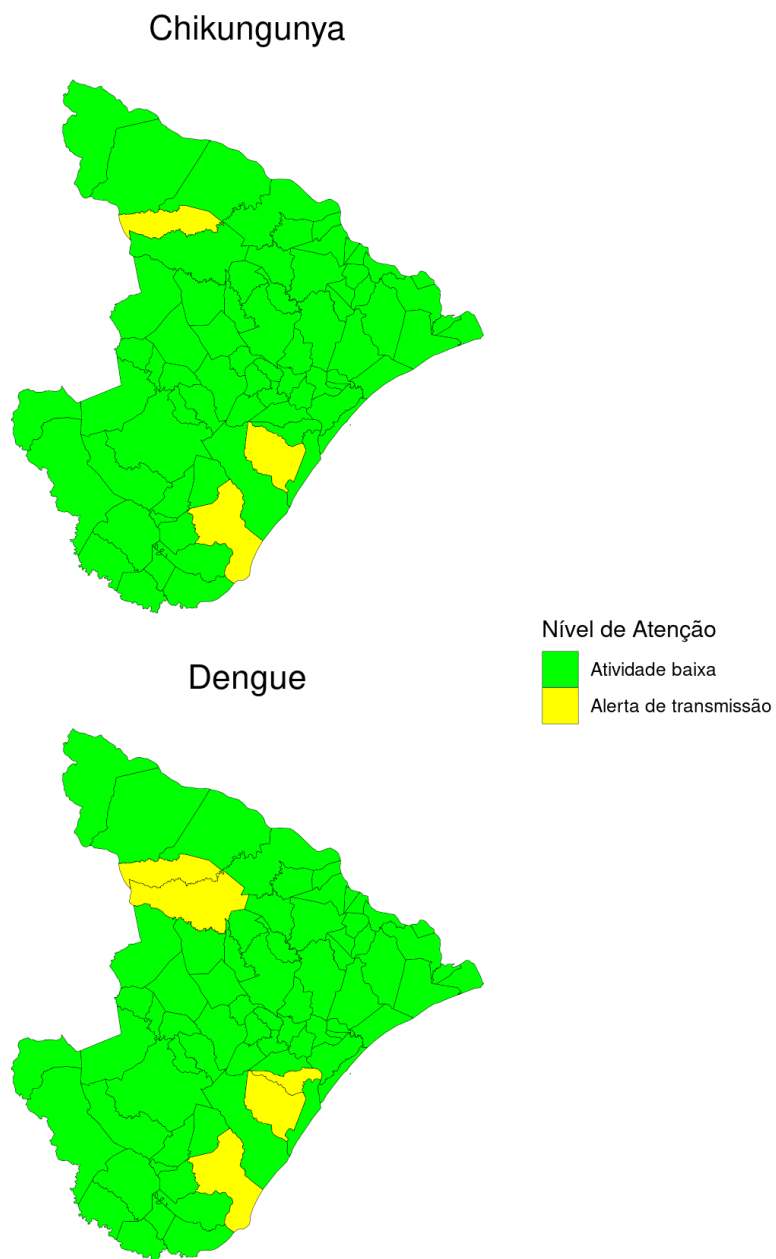 Chikungunya
Nível de Atenção
Atividade baixa
Alerta de transmissão
Dengue